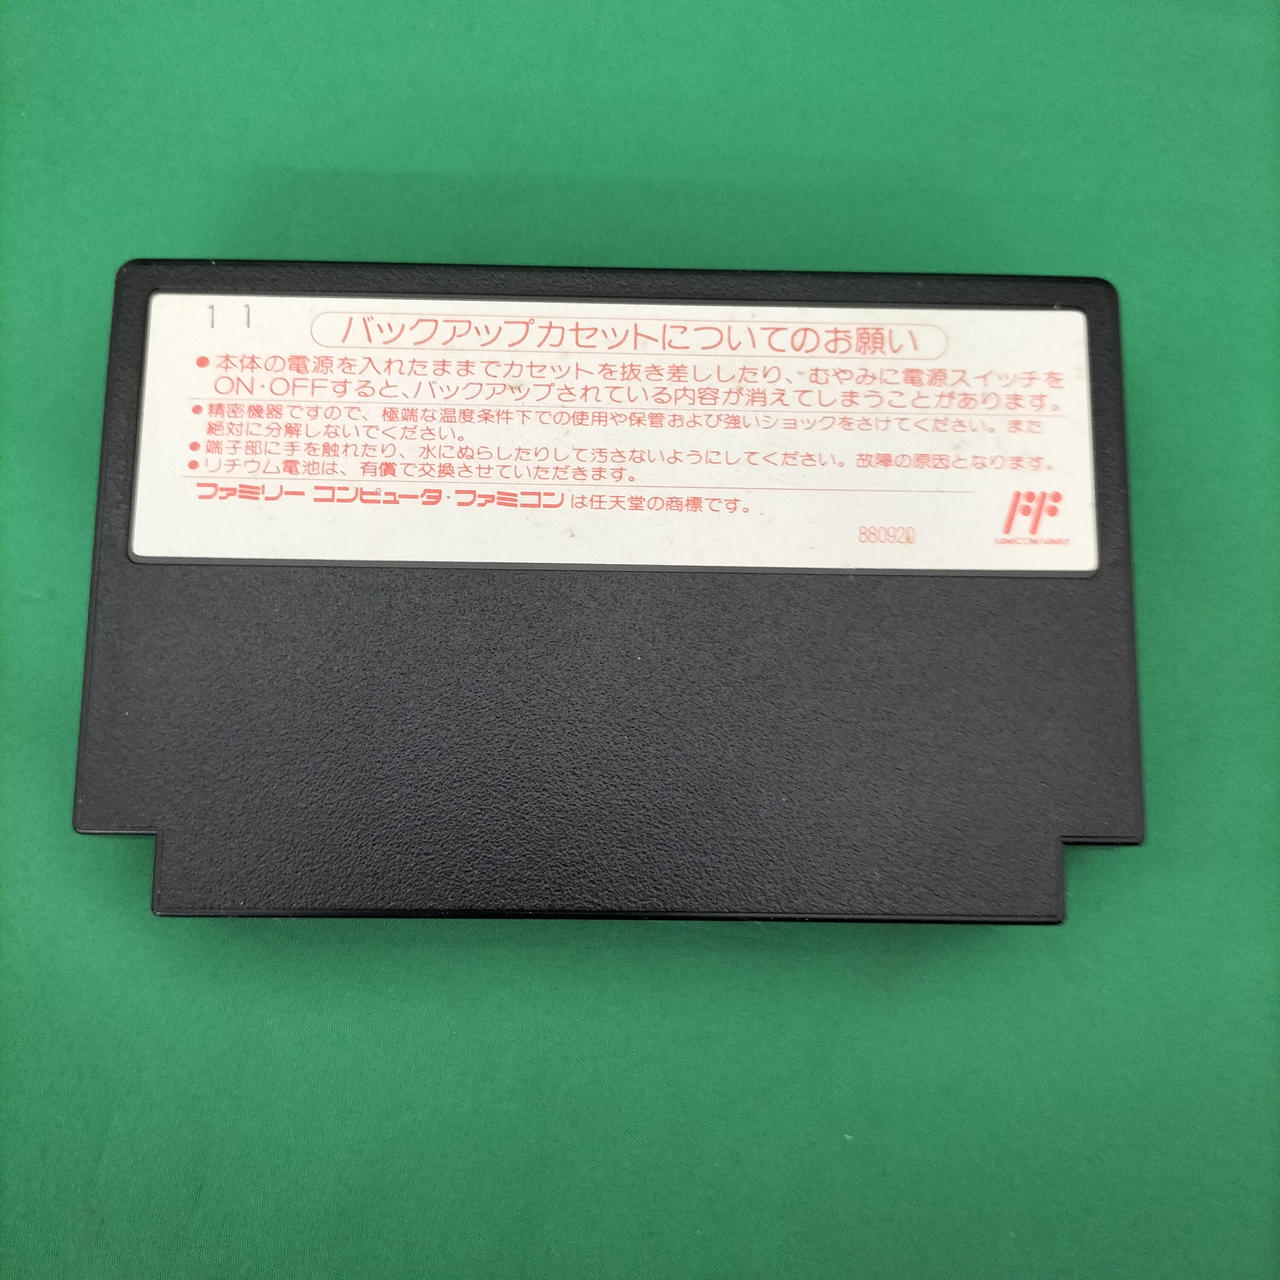 11
バックアップカセットについてのお願い
●本体の電源を入れたままでカセットを抜き差ししたり、むやみに電源スイッチを
ON・OFFすると、バックアップされている内容が消えてしまうことがあります。
●精密機器ですので、極端な温度条件下での使用や保管および強いショックをさけてください。また
絶対に分解しないでください。
●端子部に手を触れたり、水にぬらしたりして汚さないようにしてください。故障の原因となります。
●リチウム電池は、有償で交換させていただきます。
ファミリー コンピュータ・ファミコン は任天堂の商標です。
880920
FAMICOM FAMILY